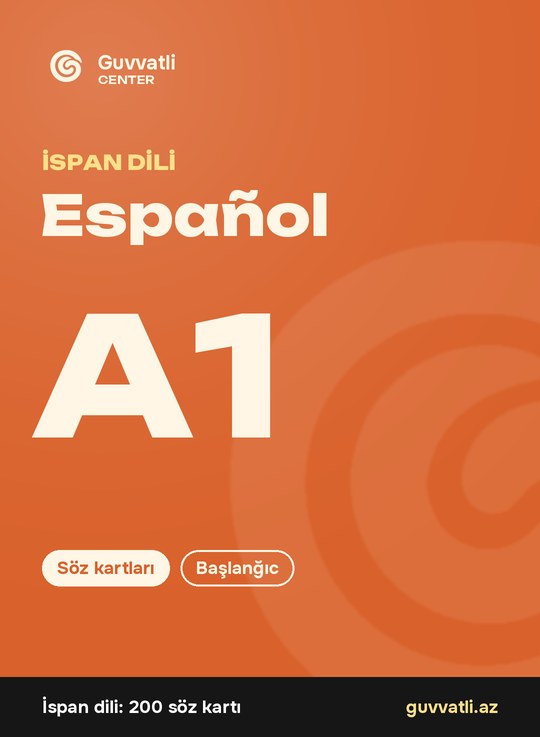 Guvvatli
CENTER
İSPAN DİLİ
Español
A1
Söz kartları
Başlanğıc
İspan dili: 200 söz kartı
guvvatli.az